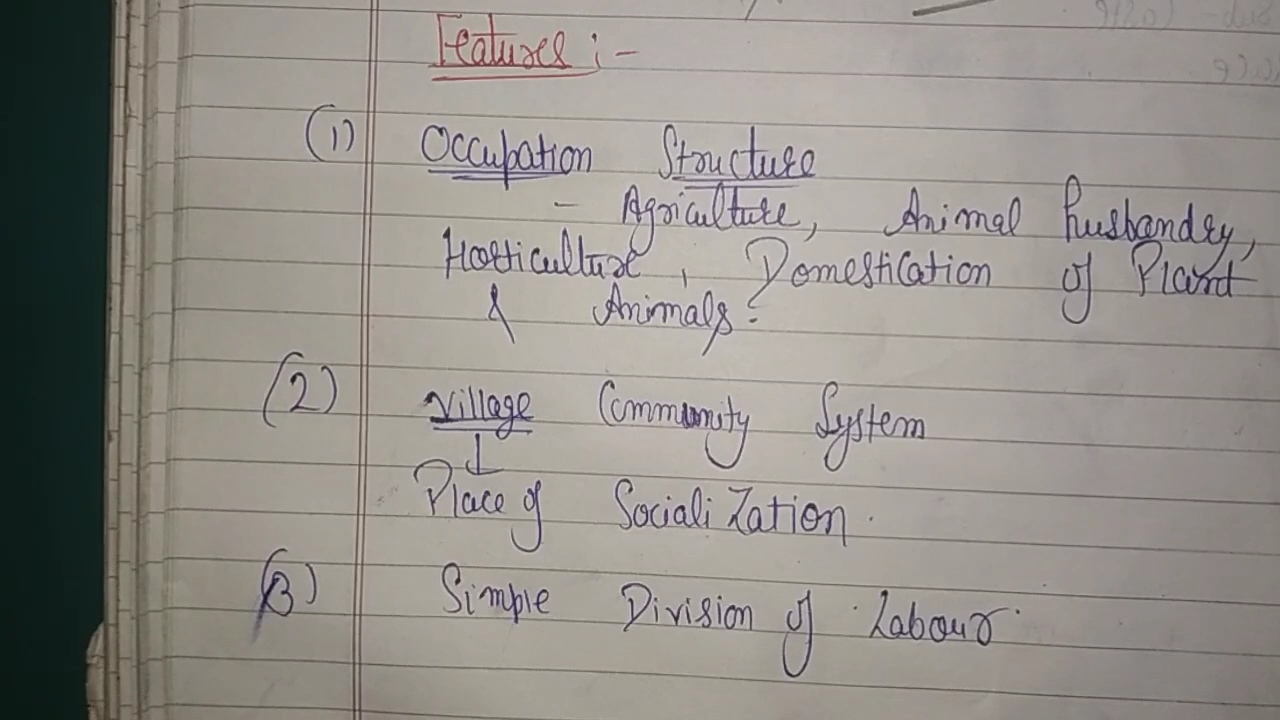 Features :-
(1) Occupation Structure
- Agriculture, Animal husbandry,
Horticulture, Domestication of Plant
& Animals.
(2) Village Community System
↓
Place of Socialization.
(3) Simple Division of Labour